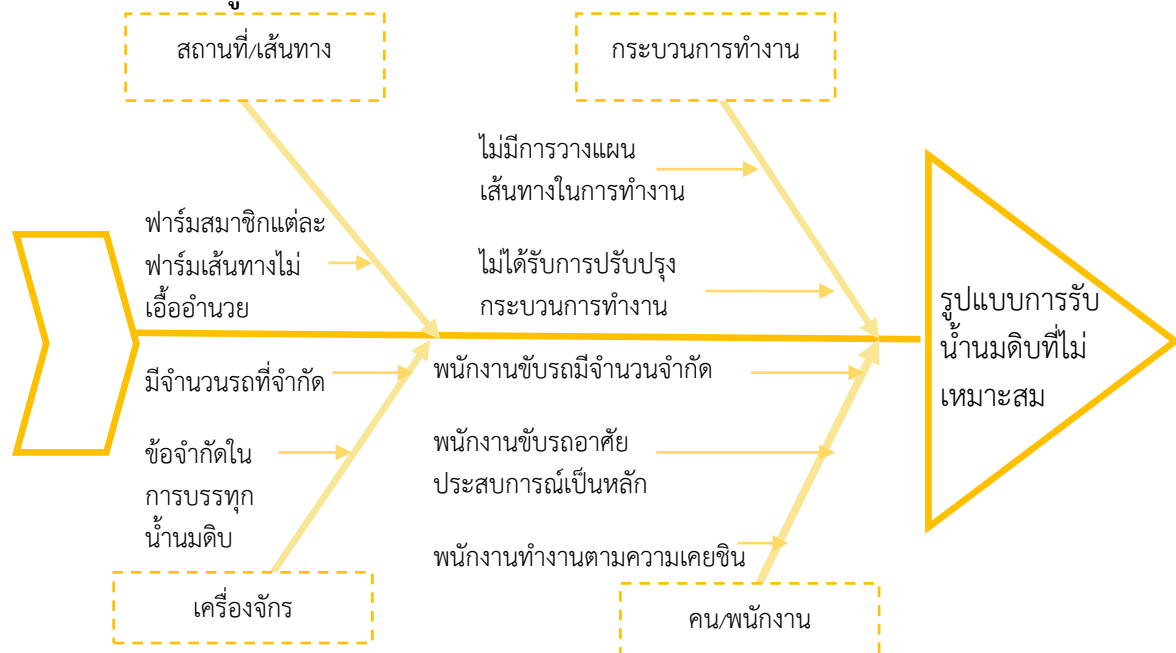 สถานที่/เส้นทาง
กระบวนการทำงาน
ไม่มีการวางแผน
เส้นทางในการทำงาน
ฟาร์มสมาชิกแต่ละ
ฟาร์มเส้นทางไม่
เอื้ออำนวย
ไม่ได้รับการปรับปรุง
กระบวนการทำงาน
รูปแบบการรับ
น้ำนมดิบที่ไม่
เหมาะสม
มีจำนวนรถที่จำกัด
พนักงานขับรถมีจำนวนจำกัด
ข้อจำกัดใน
การบรรทุก
น้ำนมดิบ
พนักงานขับรถอาศัย
ประสบการณ์เป็นหลัก
พนักงานทำงานตามความเคยชิน
เครื่องจักร
คน/พนักงาน